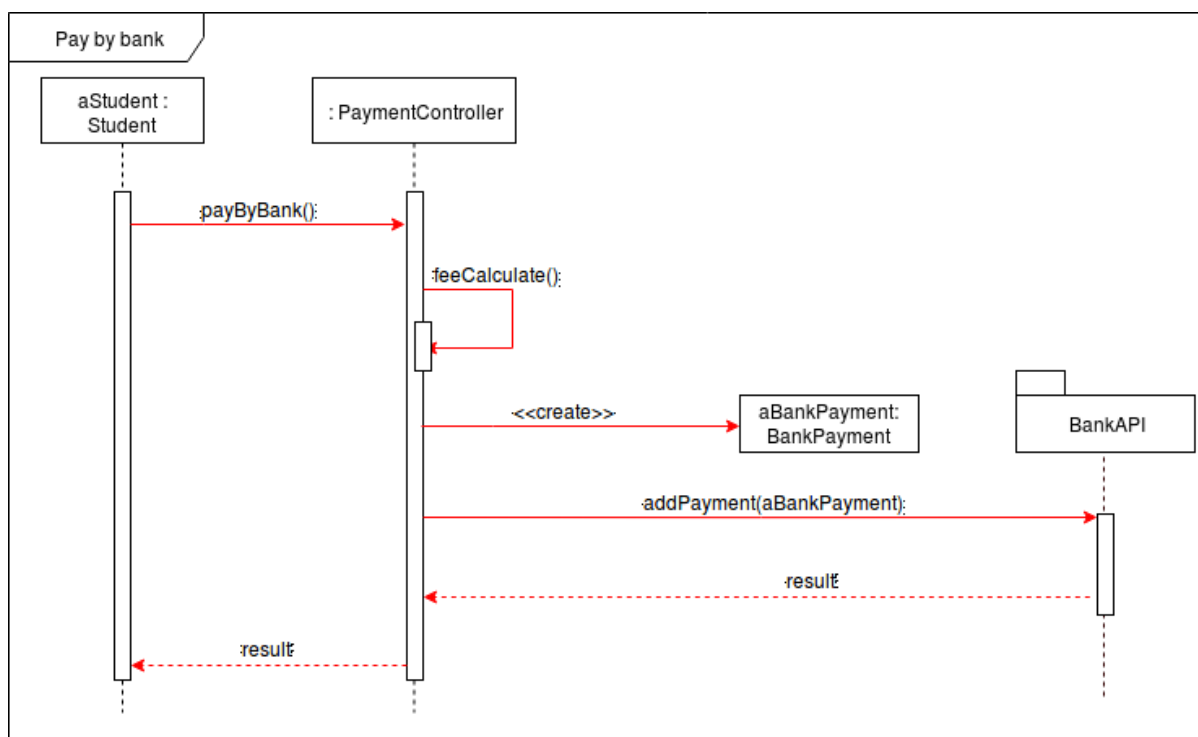 Pay by bank
aStudent :
Student
: PaymentController
payByBank()
feeCalculate()
<<create>>
aBankPayment:
BankPayment
BankAPI
addPayment(aBankPayment)
result
result